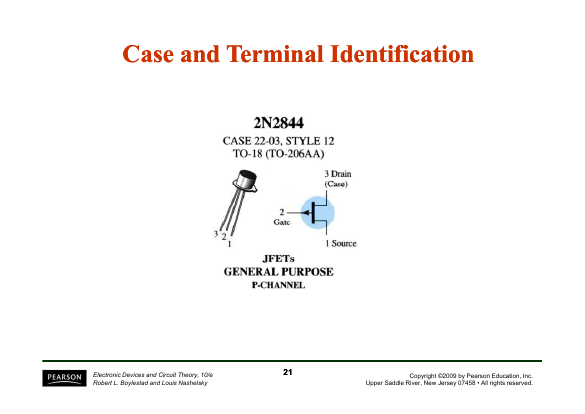 Case and Terminal Identification
2N2844
CASE 22-03, STYLE 12
TO-18 (TO-206AA)
3 Drain
(Case)
2
Gate
3 2
1
1 Source
JFETs
GENERAL PURPOSE
P-CHANNEL
PEARSON
Electronic Devices and Circuit Theory, 10/e
Robert L. Boylestad and Louis Nashelsky
21
Copyright ©2009 by Pearson Education, Inc.
Upper Saddle River, New Jersey 07458 • All rights reserved.